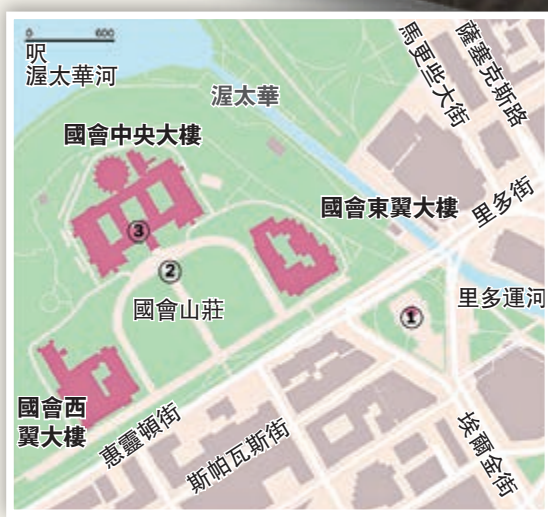 0 600
呎
渥太華河
渥太華
馬更些大街
薩塞克斯路
國會中央大樓
國會東翼大樓
里多街
③
②
國會山莊
①
里多運河
國會西
翼大樓
惠靈頓街
斯帕瓦斯街
埃爾金街